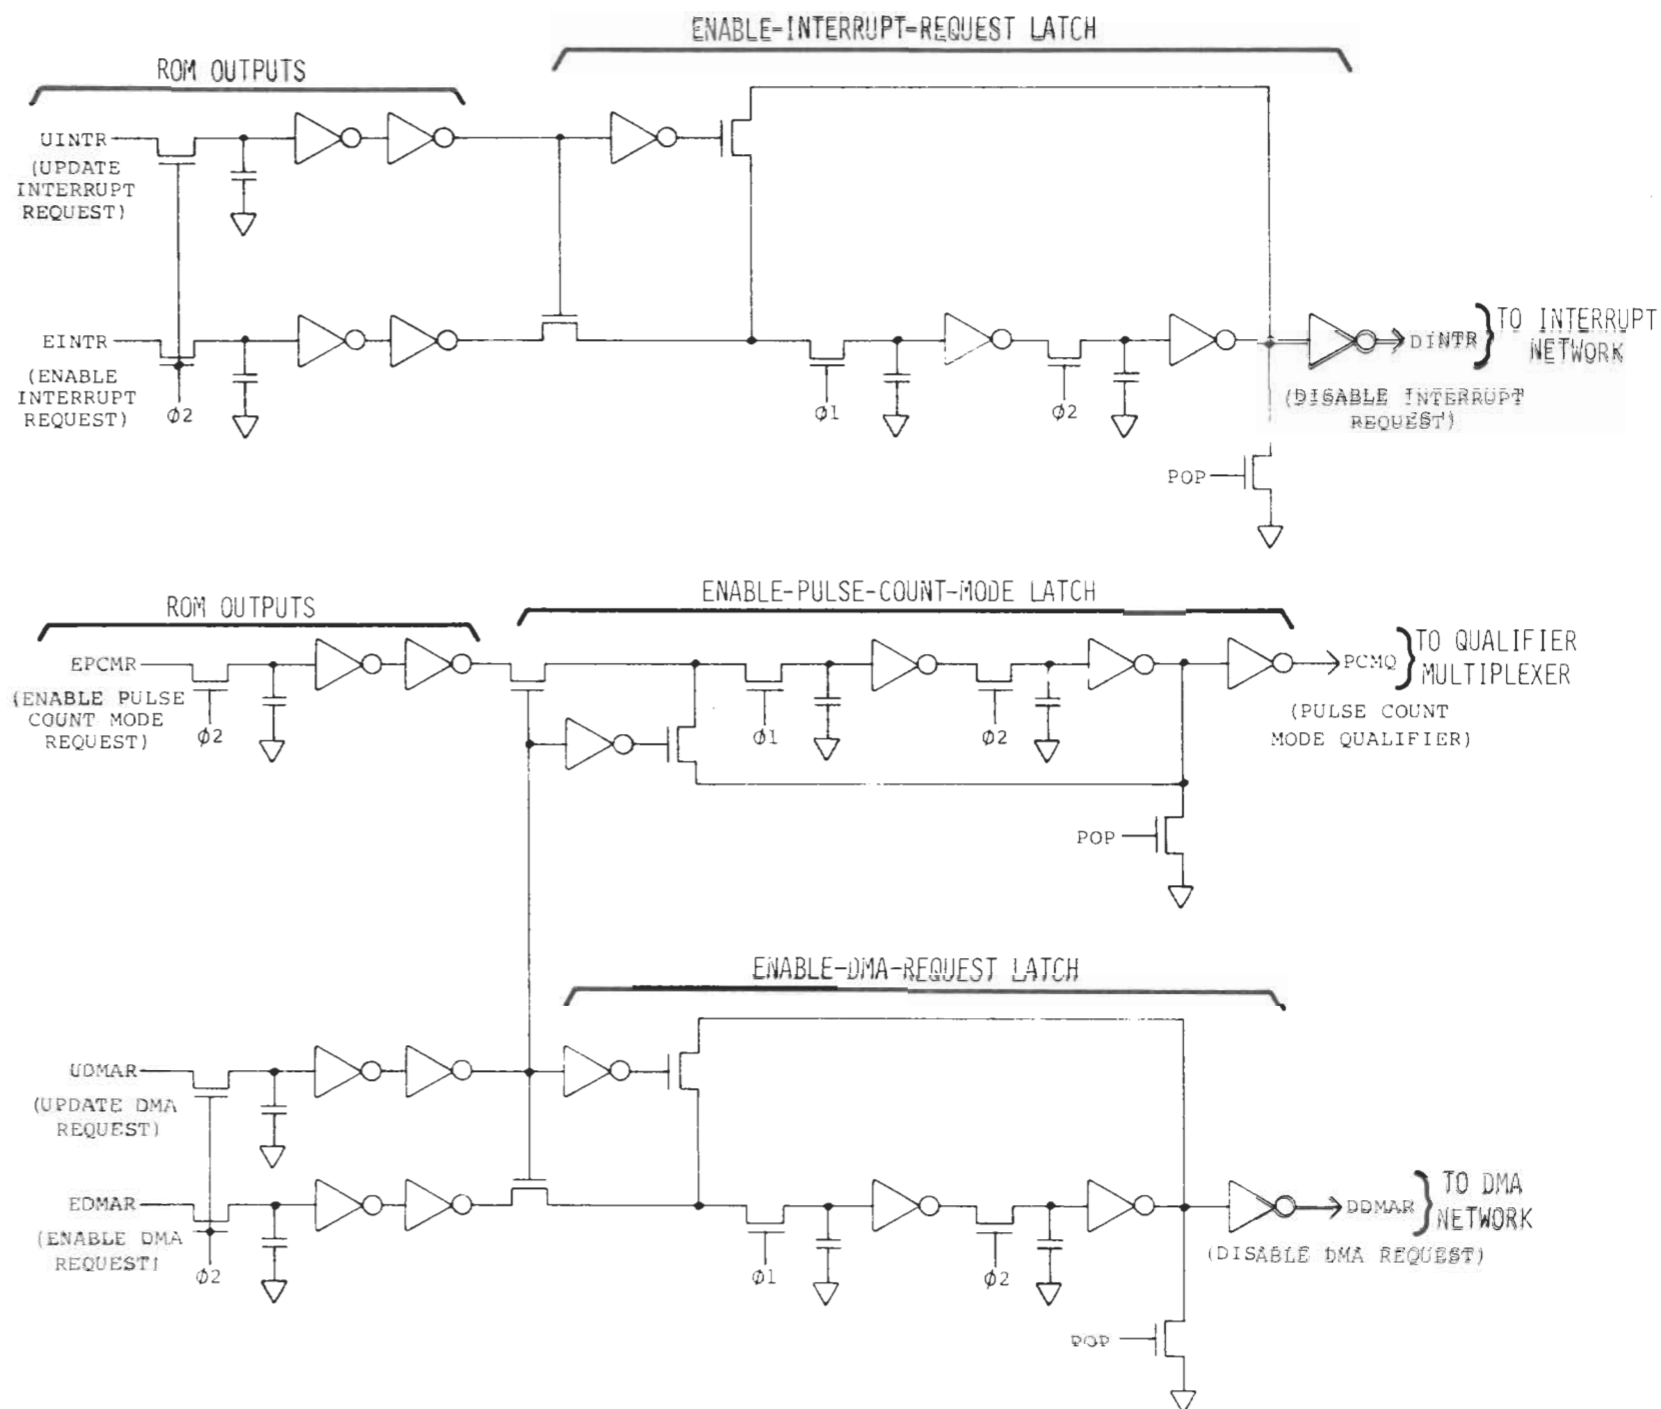 ENABLE-INTERRUPT-REQUEST LATCH
ROM OUTPUTS
UINTR
(UPDATE
INTERRUPT
REQUEST)
EINTR
(ENABLE
INTERRUPT
REQUEST)
Ø2
Ø1
Ø2
DINTR
TO INTERRUPT
NETWORK
(DISABLE INTERRUPT
REQUEST)
POP
ENABLE-PULSE-COUNT-MODE LATCH
ROM OUTPUTS
EPCMR
(ENABLE PULSE
COUNT MODE
REQUEST)
Ø2
Ø1
Ø2
PCMQ
TO QUALIFIER
MULTIPLEXER
(PULSE COUNT
MODE QUALIFIER)
POP
ENABLE-DMA-REQUEST LATCH
UDMAR
(UPDATE DMA
REQUEST)
EDMAR
(ENABLE DMA
REQUEST)
Ø2
Ø1
Ø2
DDMAR
TO DMA
NETWORK
(DISABLE DMA REQUEST)
POP